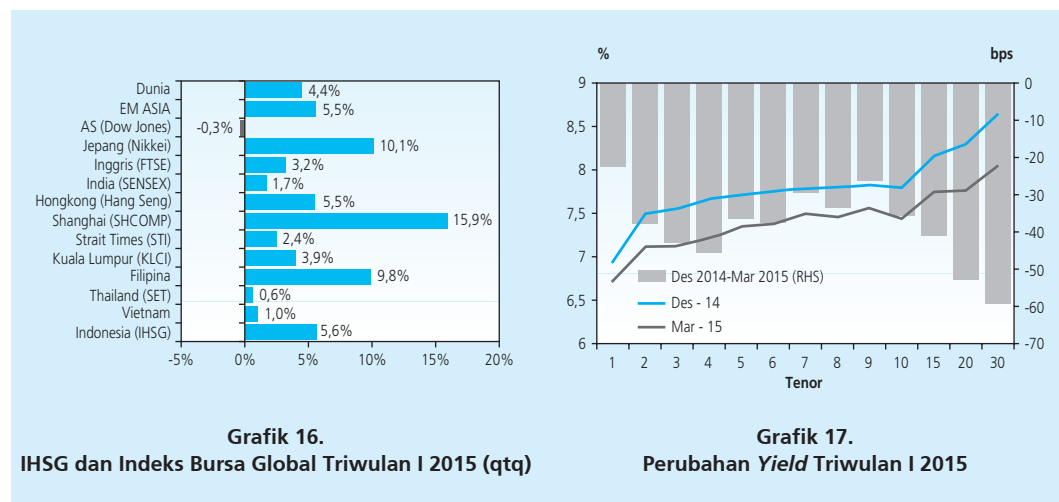 Dunia
4,4%
EM ASIA
5,5%
AS (Dow Jones)
-0,3%
Jepang (Nikkei)
10,1%
Inggris (FTSE)
3,2%
India (SENSEX)
1,7%
Hongkong (Hang Seng)
5,5%
Shanghai (SHCOMP)
15,9%
Strait Times (STI)
2,4%
Kuala Lumpur (KLCI)
3,9%
Filipina
9,8%
Thailand (SET)
0,6%
Vietnam
1,0%
Indonesia (IHSG)
5,6%
-5% 0% 5% 10% 15% 20%
Grafik 16.
IHSG dan Indeks Bursa Global Triwulan I 2015 (qtq)
% bps
9 0
8,5 -10
8 -20
7,5 -30
7 -40
6,5 -50
6 -60
-70
Des 2014-Mar 2015 (RHS)
Des - 14
Mar - 15
1 2 3 4 5 6 7 8 9 10 15 20 30
Tenor
Grafik 17.
Perubahan Yield Triwulan I 2015